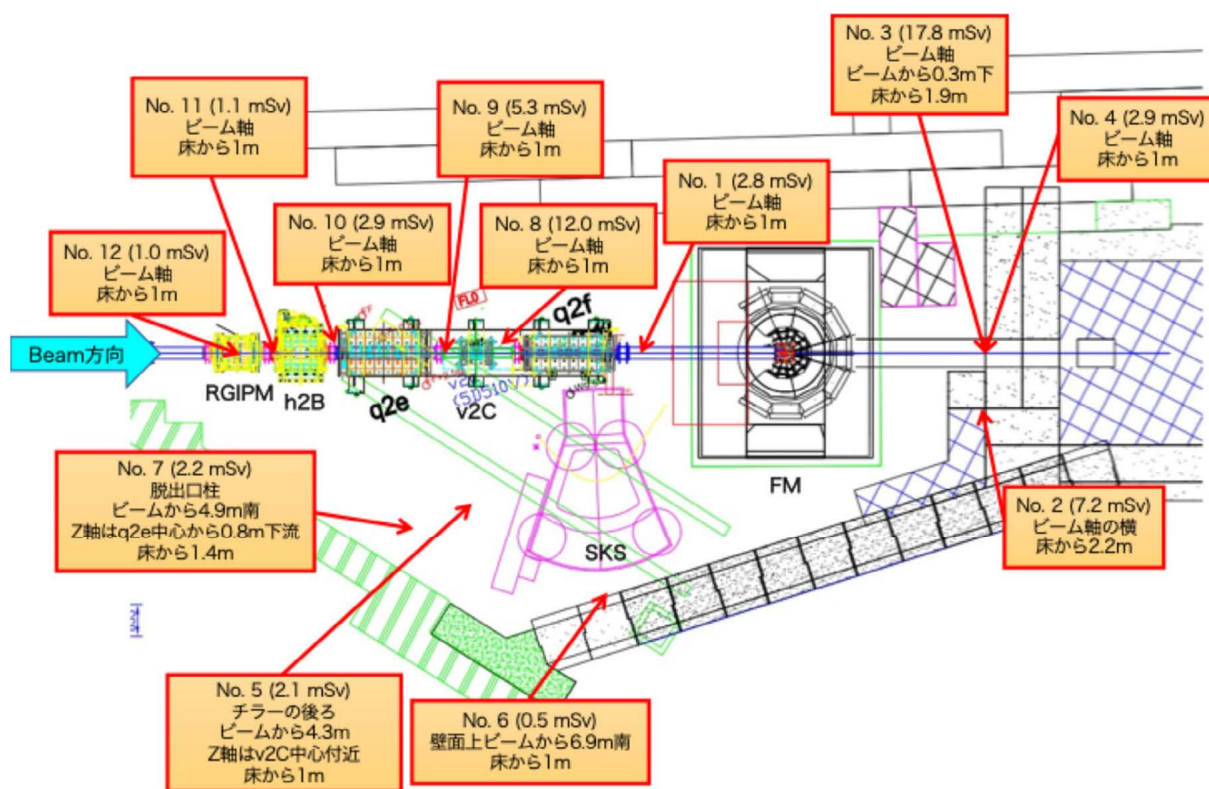 No. 3 (17.8 mSv)
ビーム軸
ビームから0.3m下
床から1.9m
No. 11 (1.1 mSv)
ビーム軸
床から1m
No. 9 (5.3 mSv)
ビーム軸
床から1m
No. 4 (2.9 mSv)
ビーム軸
床から1m
No. 1 (2.8 mSv)
ビーム軸
床から1m
No. 10 (2.9 mSv)
ビーム軸
床から1m
No. 8 (12.0 mSv)
ビーム軸
床から1m
No. 12 (1.0 mSv)
ビーム軸
床から1m
FLO
q2f
Beam方向
RGIPM
h2B
q2e
v2C
FM
No. 7 (2.2 mSv)
脱出口柱
ビームから4.9m南
Z軸はq2e中心から0.8m下流
床から1.4m
No. 2 (7.2 mSv)
ビーム軸の横
床から2.2m
SKS
No. 5 (2.1 mSv)
チラーの後ろ
ビームから4.3m
Z軸はv2C中心付近
床から1m
No. 6 (0.5 mSv)
壁面上ビームから6.9m南
床から1m